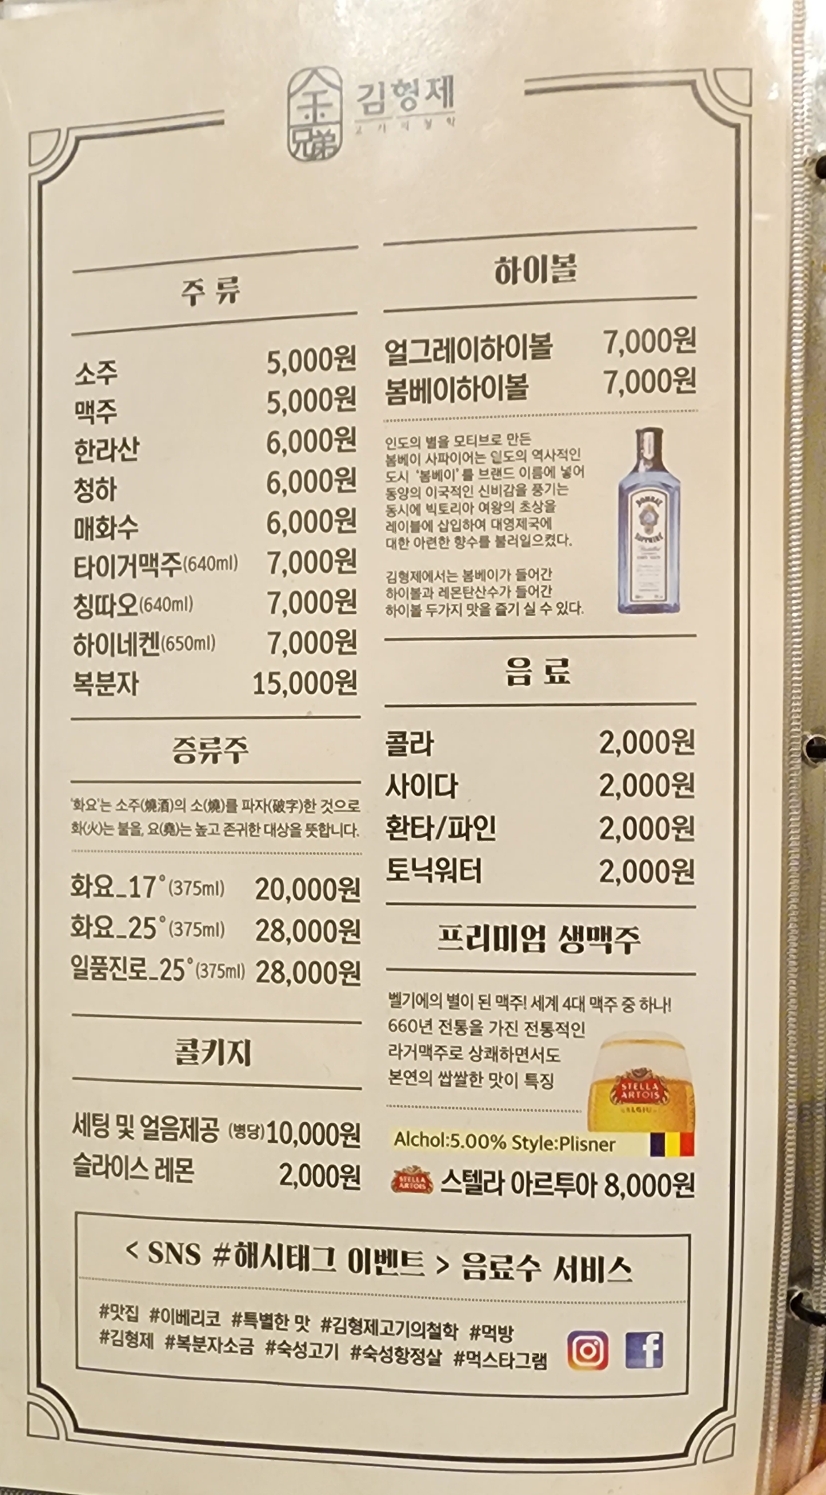 金兄弟
김형제
고기의철학
주류
소주 5,000원
맥주 5,000원
한라산 6,000원
청하 6,000원
매화수 6,000원
타이거맥주(640ml) 7,000원
칭따오(640ml) 7,000원
하이네켄(650ml) 7,000원
복분자 15,000원
증류주
'화요'는 소주(燒酒)의 소(燒)를 파자(破字)한 것으로
화(火)는 불을, 요(堯)는 높고 존귀한 대상을 뜻합니다.
화요_17˚(375ml) 20,000원
화요_25˚(375ml) 28,000원
일품진로_25˚(375ml) 28,000원
콜키지
세팅 및 얼음제공 (병당)10,000원
슬라이스 레몬 2,000원
하이볼
얼그레이하이볼 7,000원
봄베이하이볼 7,000원
인도의 별을 모티브로 만든
봄베이 사파이어는 인도의 역사적인
도시 '봄베이'를 브랜드 이름에 넣어
동양의 이국적인 신비감을 풍기는
동시에 빅토리아 여왕의 초상을
레이블에 삽입하여 대영제국에
대한 아련한 향수를 불러일으켰다.
김형제에서는 봄베이가 들어간
하이볼과 레몬탄산수가 들어간
하이볼 두가지 맛을 즐기 실 수 있다.
BOMBAY
SAPPHIRE
음료
콜라 2,000원
사이다 2,000원
환타/파인 2,000원
토닉워터 2,000원
프리미엄 생맥주
벨기에의 별이 된 맥주! 세계 4대 맥주 중 하나!
660년 전통을 가진 전통적인
라거맥주로 상쾌하면서도
본연의 쌉쌀한 맛이 특징
STELLA
ARTOIS
BELGIUM
Alchol:5.00% Style:Plisner
STELLA
ARTOIS
스텔라 아르투아 8,000원
< SNS #해시태그 이벤트 > 음료수 서비스
#맛집 #이베리코 #특별한 맛 #김형제고기의철학 #먹방
#김형제 #복분자소금 #숙성고기 #숙성항정살 #먹스타그램